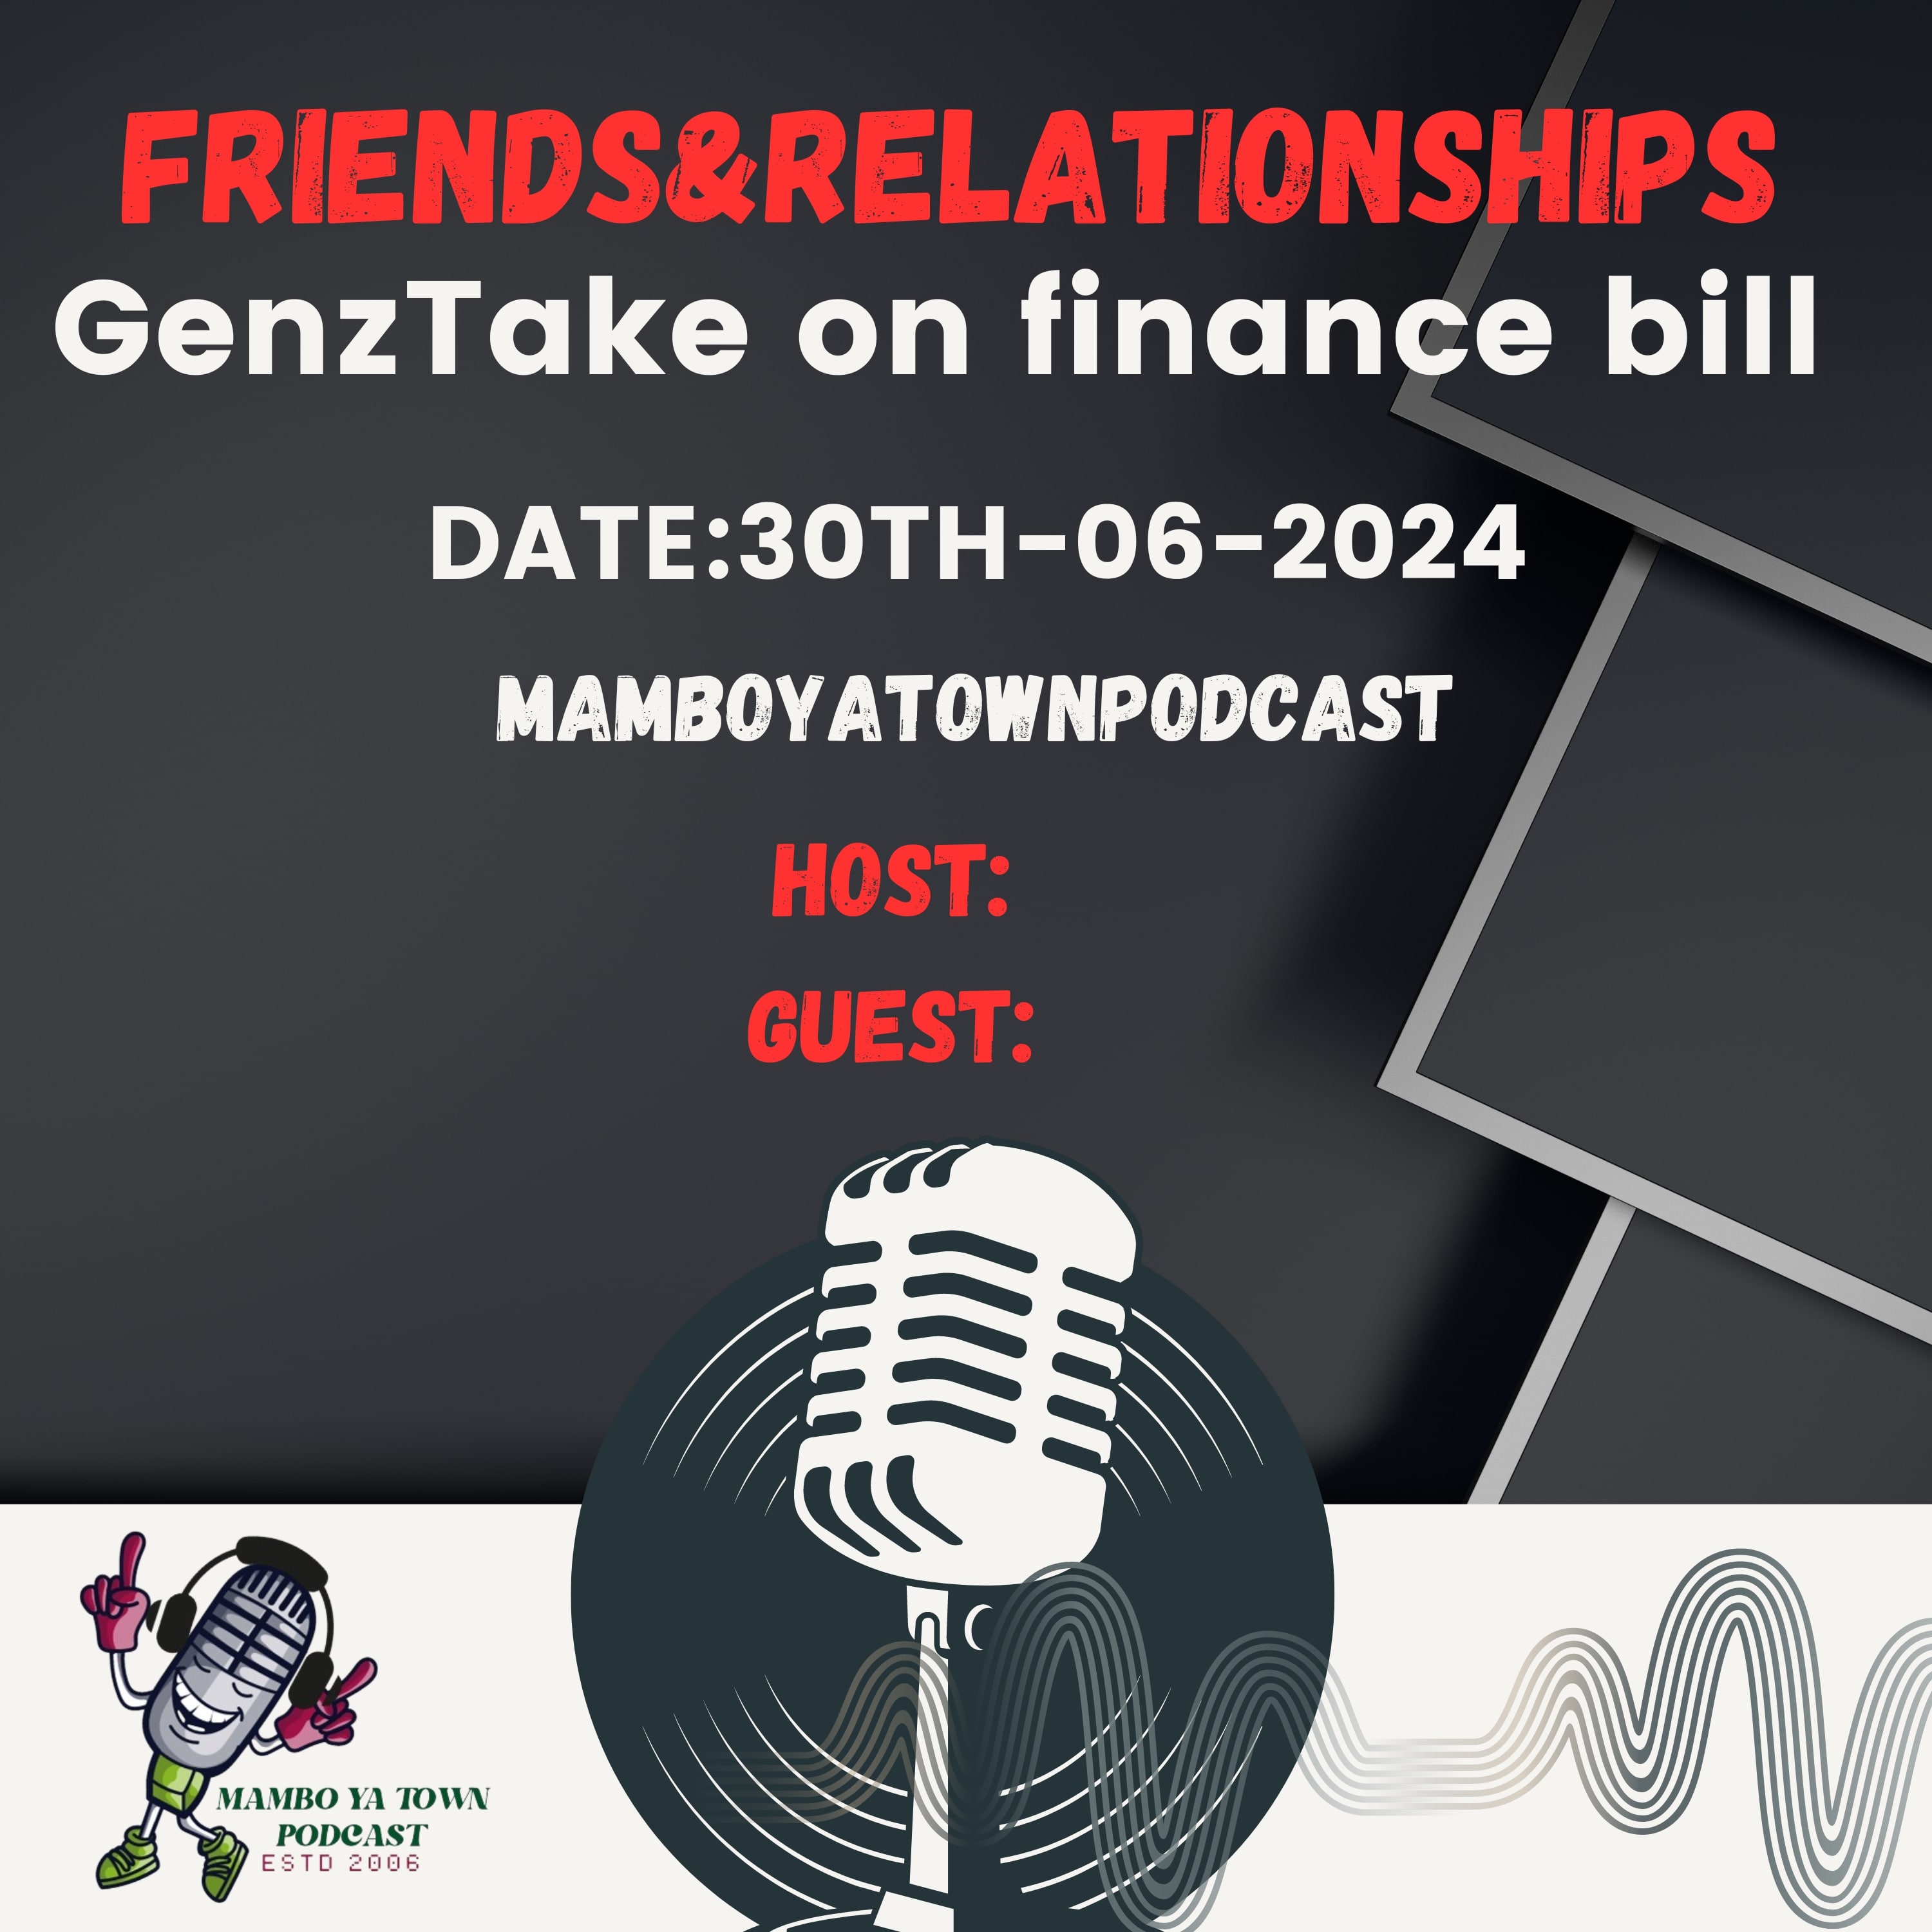 FRIENDS&RELATIONSHIPS
GenzTake on finance bill
DATE:30TH-06-2024
MAMBOYATOWNPODCAST
HOST:
GUEST:
MAMBO YA TOWN
PODCAST
ESTD 2006